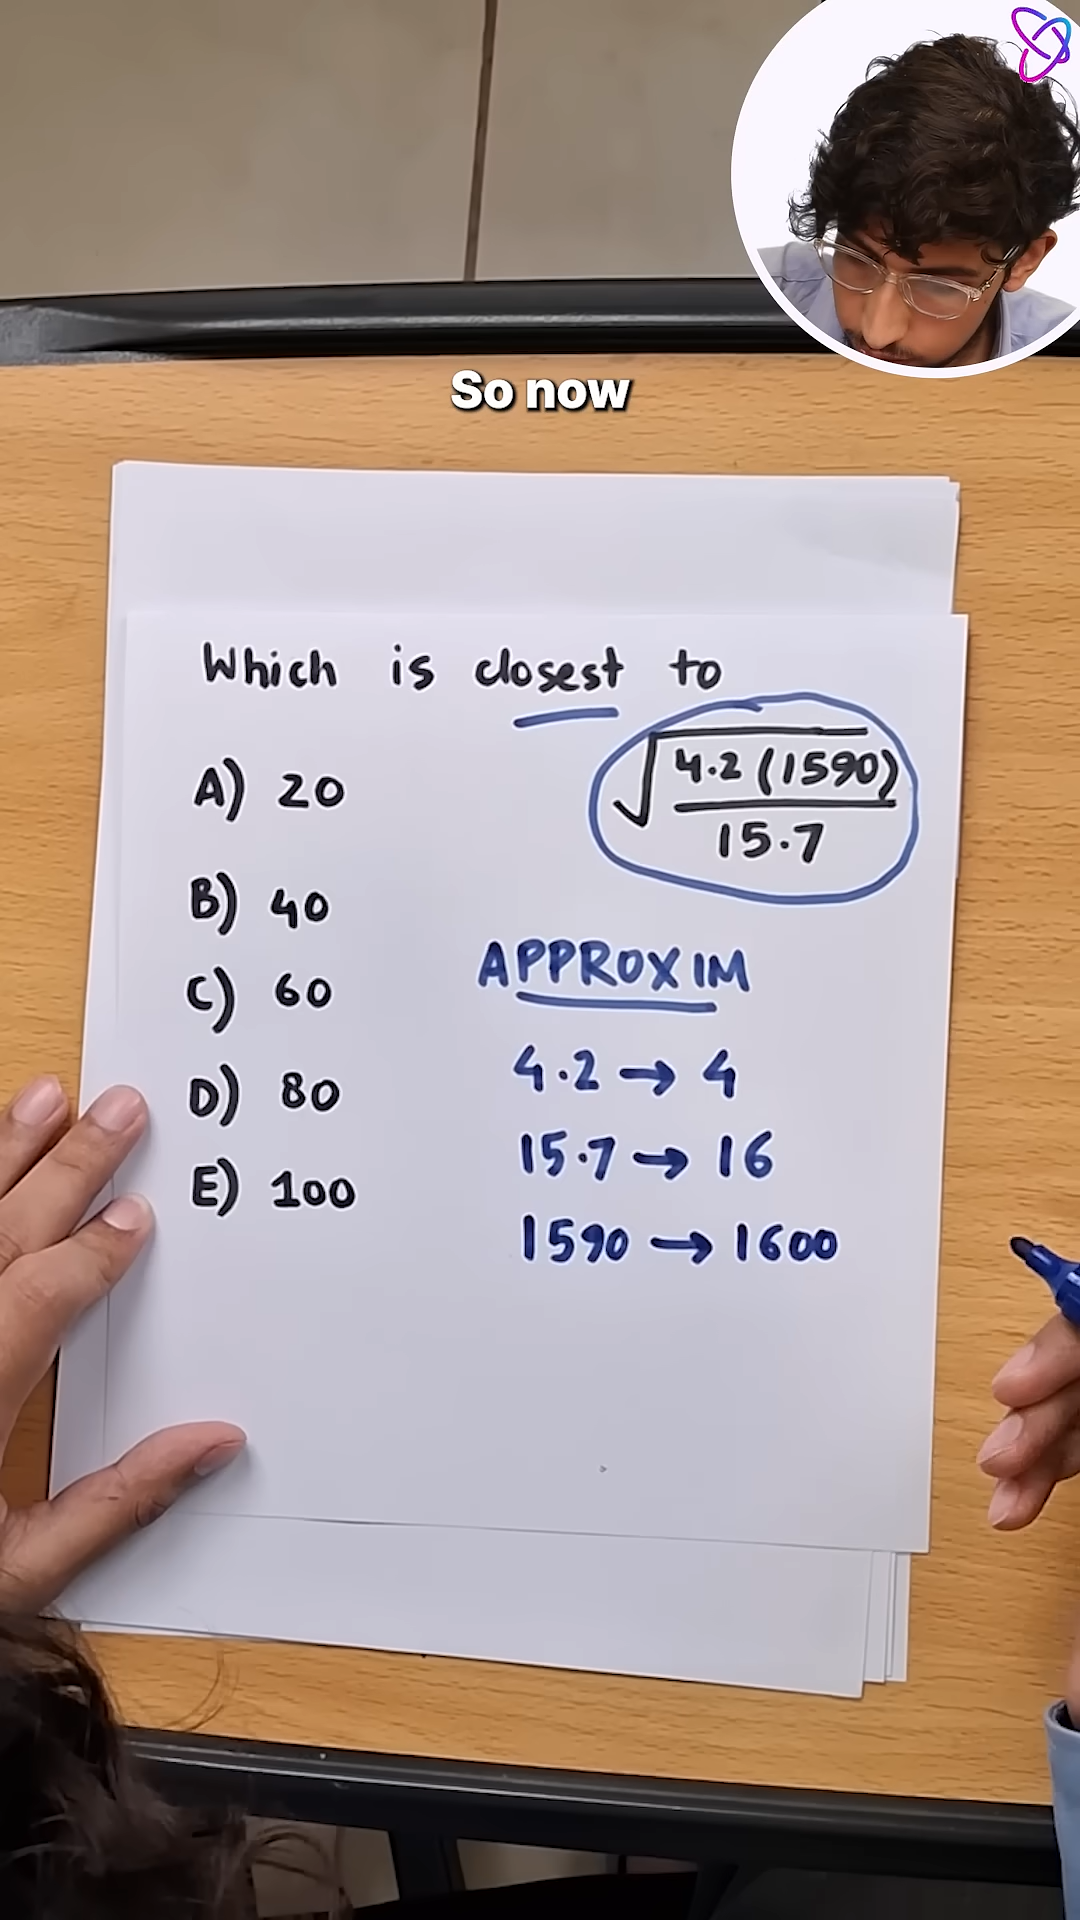 So now
Which is closest to
√(4.2 (1590) / 15.7)
A) 20
B) 40
C) 60
D) 80
E) 100
APPROXIM
4.2 → 4
15.7 → 16
1590 → 1600